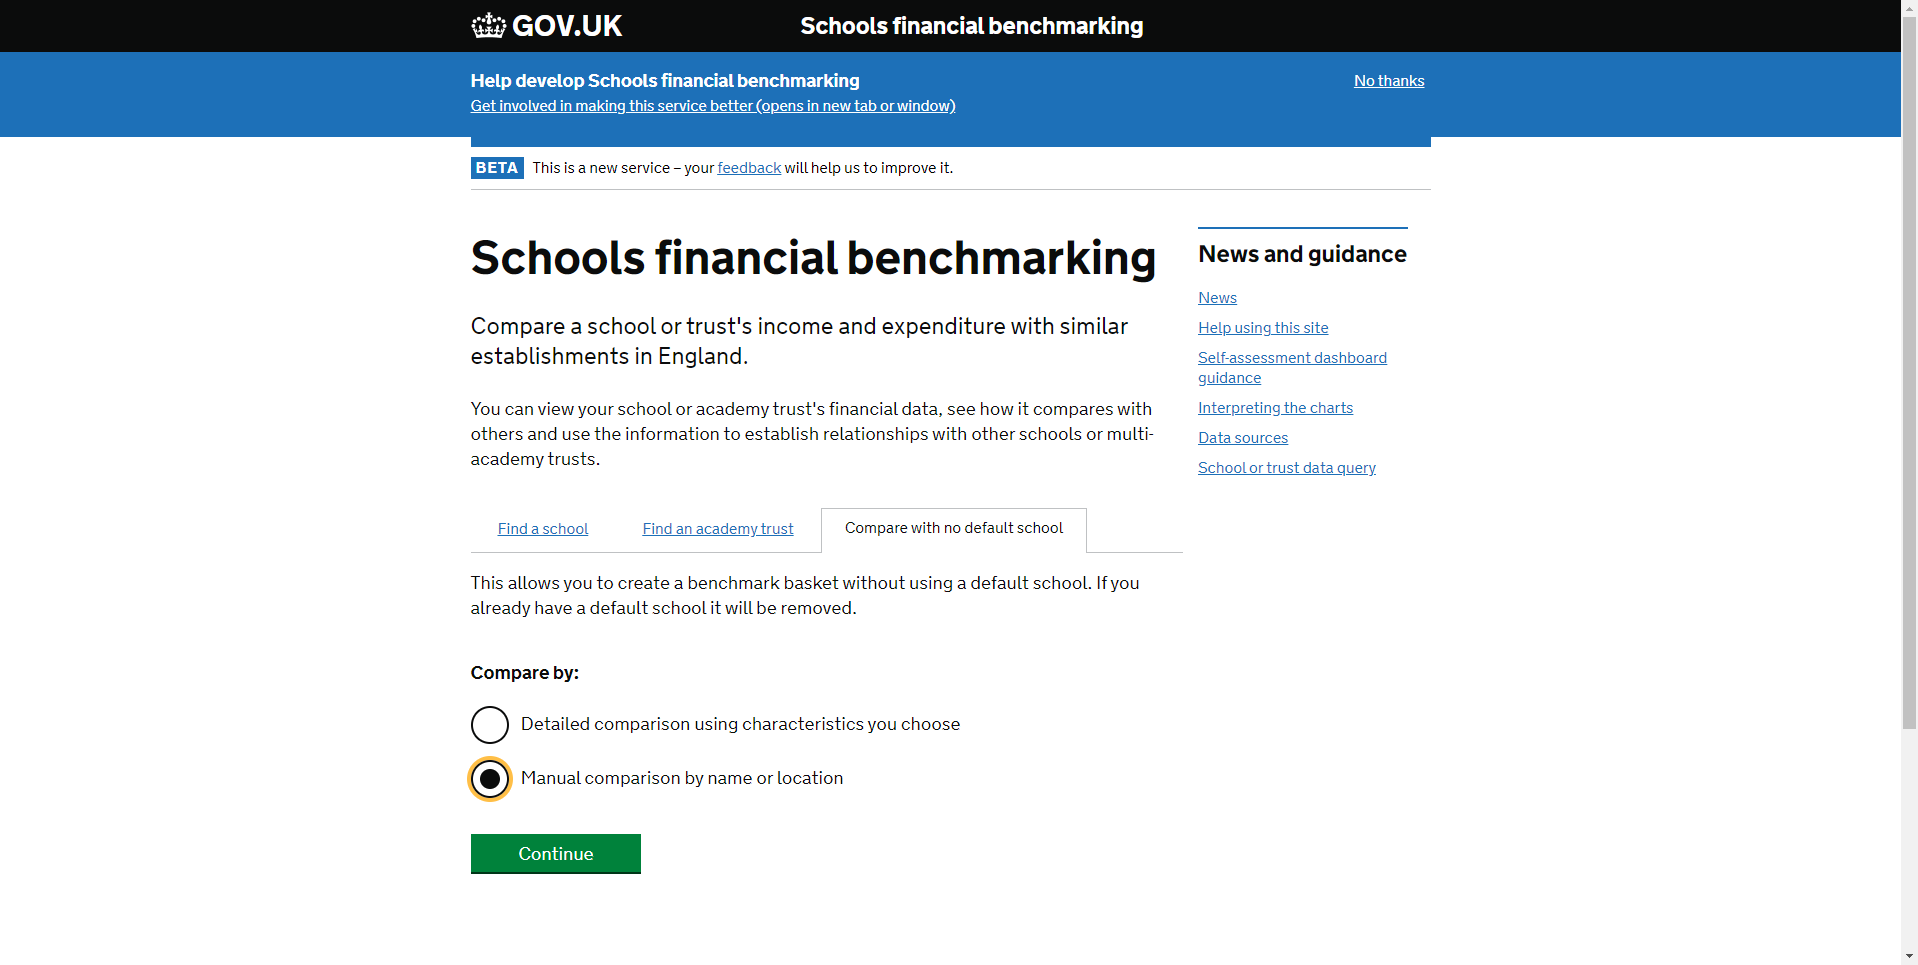 GOV.UK
Schools financial benchmarking
Help develop Schools financial benchmarking
No thanks
Get involved in making this service better (opens in new tab or window)
BETA This is a new service – your feedback will help us to improve it.
Schools financial benchmarking
Compare a school or trust's income and expenditure with similar
establishments in England.
You can view your school or academy trust's financial data, see how it compares with
others and use the information to establish relationships with other schools or multi-
academy trusts.
Find a school
Find an academy trust
Compare with no default school
This allows you to create a benchmark basket without using a default school. If you
already have a default school it will be removed.
Compare by:
Detailed comparison using characteristics you choose
Manual comparison by name or location
Continue
News and guidance
News
Help using this site
Self-assessment dashboard
guidance
Interpreting the charts
Data sources
School or trust data query